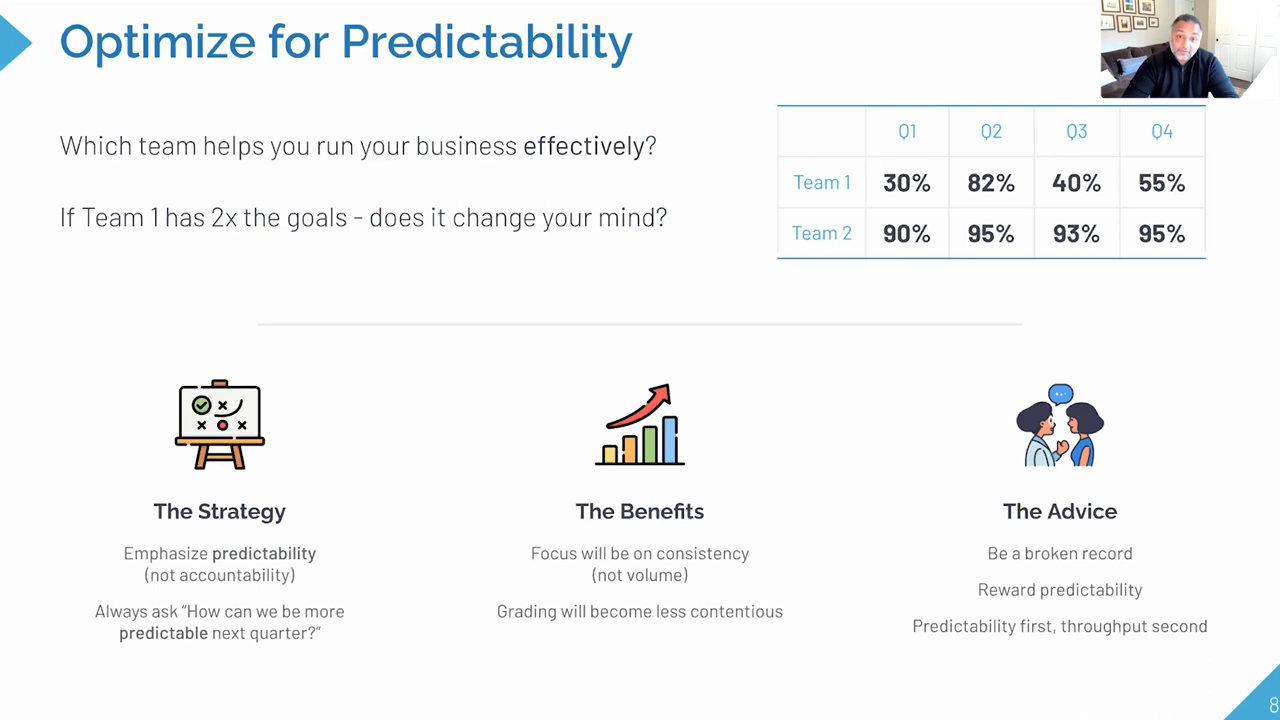 Optimize for Predictability
Which team helps you run your business effectively?
If Team 1 has 2x the goals - does it change your mind?
Q1 Q2 Q3 Q4
Team 1 30% 82% 40% 55%
Team 2 90% 95% 93% 95%
The Strategy
Emphasize predictability
(not accountability)
Always ask “How can we be more
predictable next quarter?”
The Benefits
Focus will be on consistency
(not volume)
Grading will become less contentious
The Advice
Be a broken record
Reward predictability
Predictability first, throughput second
8